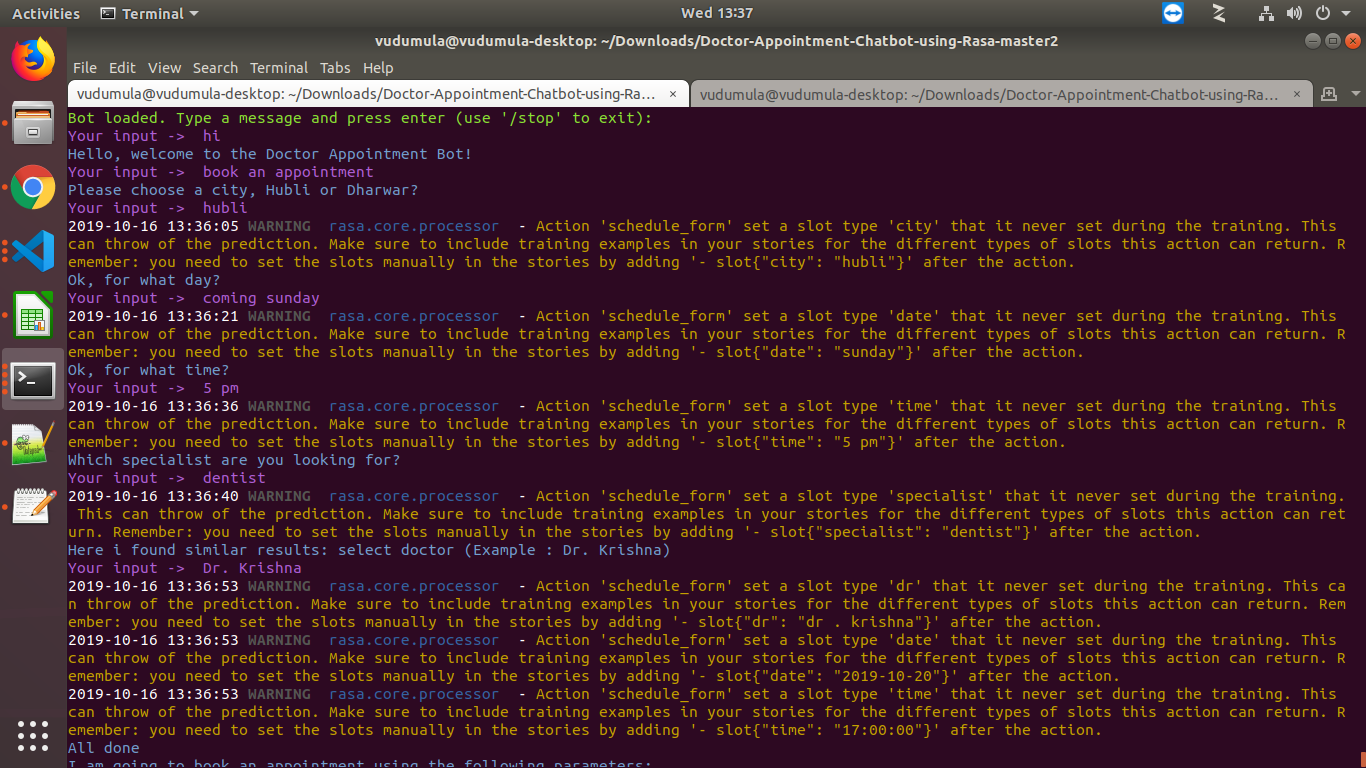 Activities
Terminal
Wed 13:37
vudumula@vudumula-desktop: ~/Downloads/Doctor-Appointment-Chatbot-using-Rasa-master2
File Edit View Search Terminal Tabs Help
vudumula@vudumula-desktop: ~/Downloads/Doctor-Appointment-Chatbot-using-Ra... ×
vudumula@vudumula-desktop: ~/Downloads/Doctor-Appointment-Chatbot-using-Ra... ×
Bot loaded. Type a message and press enter (use '/stop' to exit):
Your input ->  hi
Hello, welcome to the Doctor Appointment Bot!
Your input ->  book an appointment
Please choose a city, Hubli or Dharwar?
Your input ->  hubli
2019-10-16 13:36:05 WARNING  rasa.core.processor  - Action 'schedule_form' set a slot type 'city' that it never set during the training. This
can throw of the prediction. Make sure to include training examples in your stories for the different types of slots this action can return. R
emember: you need to set the slots manually in the stories by adding '- slot{"city": "hubli"}' after the action.
Ok, for what day?
Your input ->  coming sunday
2019-10-16 13:36:21 WARNING  rasa.core.processor  - Action 'schedule_form' set a slot type 'date' that it never set during the training. This
can throw of the prediction. Make sure to include training examples in your stories for the different types of slots this action can return. R
emember: you need to set the slots manually in the stories by adding '- slot{"date": "sunday"}' after the action.
Ok, for what time?
Your input ->  5 pm
2019-10-16 13:36:36 WARNING  rasa.core.processor  - Action 'schedule_form' set a slot type 'time' that it never set during the training. This
can throw of the prediction. Make sure to include training examples in your stories for the different types of slots this action can return. R
emember: you need to set the slots manually in the stories by adding '- slot{"time": "5 pm"}' after the action.
Which specialist are you looking for?
Your input ->  dentist
2019-10-16 13:36:40 WARNING  rasa.core.processor  - Action 'schedule_form' set a slot type 'specialist' that it never set during the training.
 This can throw of the prediction. Make sure to include training examples in your stories for the different types of slots this action can ret
urn. Remember: you need to set the slots manually in the stories by adding '- slot{"specialist": "dentist"}' after the action.
Here i found similar results: select doctor (Example : Dr. Krishna)
Your input ->  Dr. Krishna
2019-10-16 13:36:53 WARNING  rasa.core.processor  - Action 'schedule_form' set a slot type 'dr' that it never set during the training. This ca
n throw of the prediction. Make sure to include training examples in your stories for the different types of slots this action can return. Rem
ember: you need to set the slots manually in the stories by adding '- slot{"dr": "dr . krishna"}' after the action.
2019-10-16 13:36:53 WARNING  rasa.core.processor  - Action 'schedule_form' set a slot type 'date' that it never set during the training. This
can throw of the prediction. Make sure to include training examples in your stories for the different types of slots this action can return. R
emember: you need to set the slots manually in the stories by adding '- slot{"date": "2019-10-20"}' after the action.
2019-10-16 13:36:53 WARNING  rasa.core.processor  - Action 'schedule_form' set a slot type 'time' that it never set during the training. This
can throw of the prediction. Make sure to include training examples in your stories for the different types of slots this action can return. R
emember: you need to set the slots manually in the stories by adding '- slot{"time": "17:00:00"}' after the action.
All done
I am going to book an appointment using the following parameters: